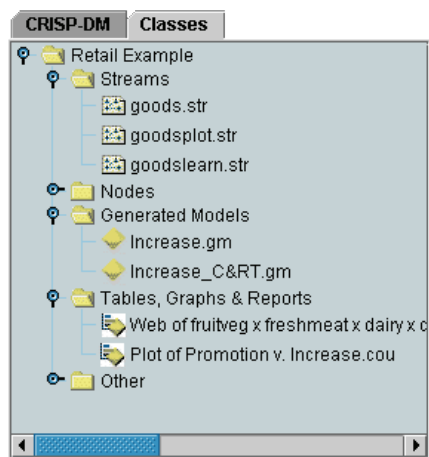 CRISP-DM Classes
Retail Example
Streams
goods.str
goodsplot.str
goodslearn.str
Nodes
Generated Models
Increase.gm
Increase_C&RT.gm
Tables, Graphs & Reports
Web of fruitveg x freshmeat x dairy x c
Plot of Promotion v. Increase.cou
Other